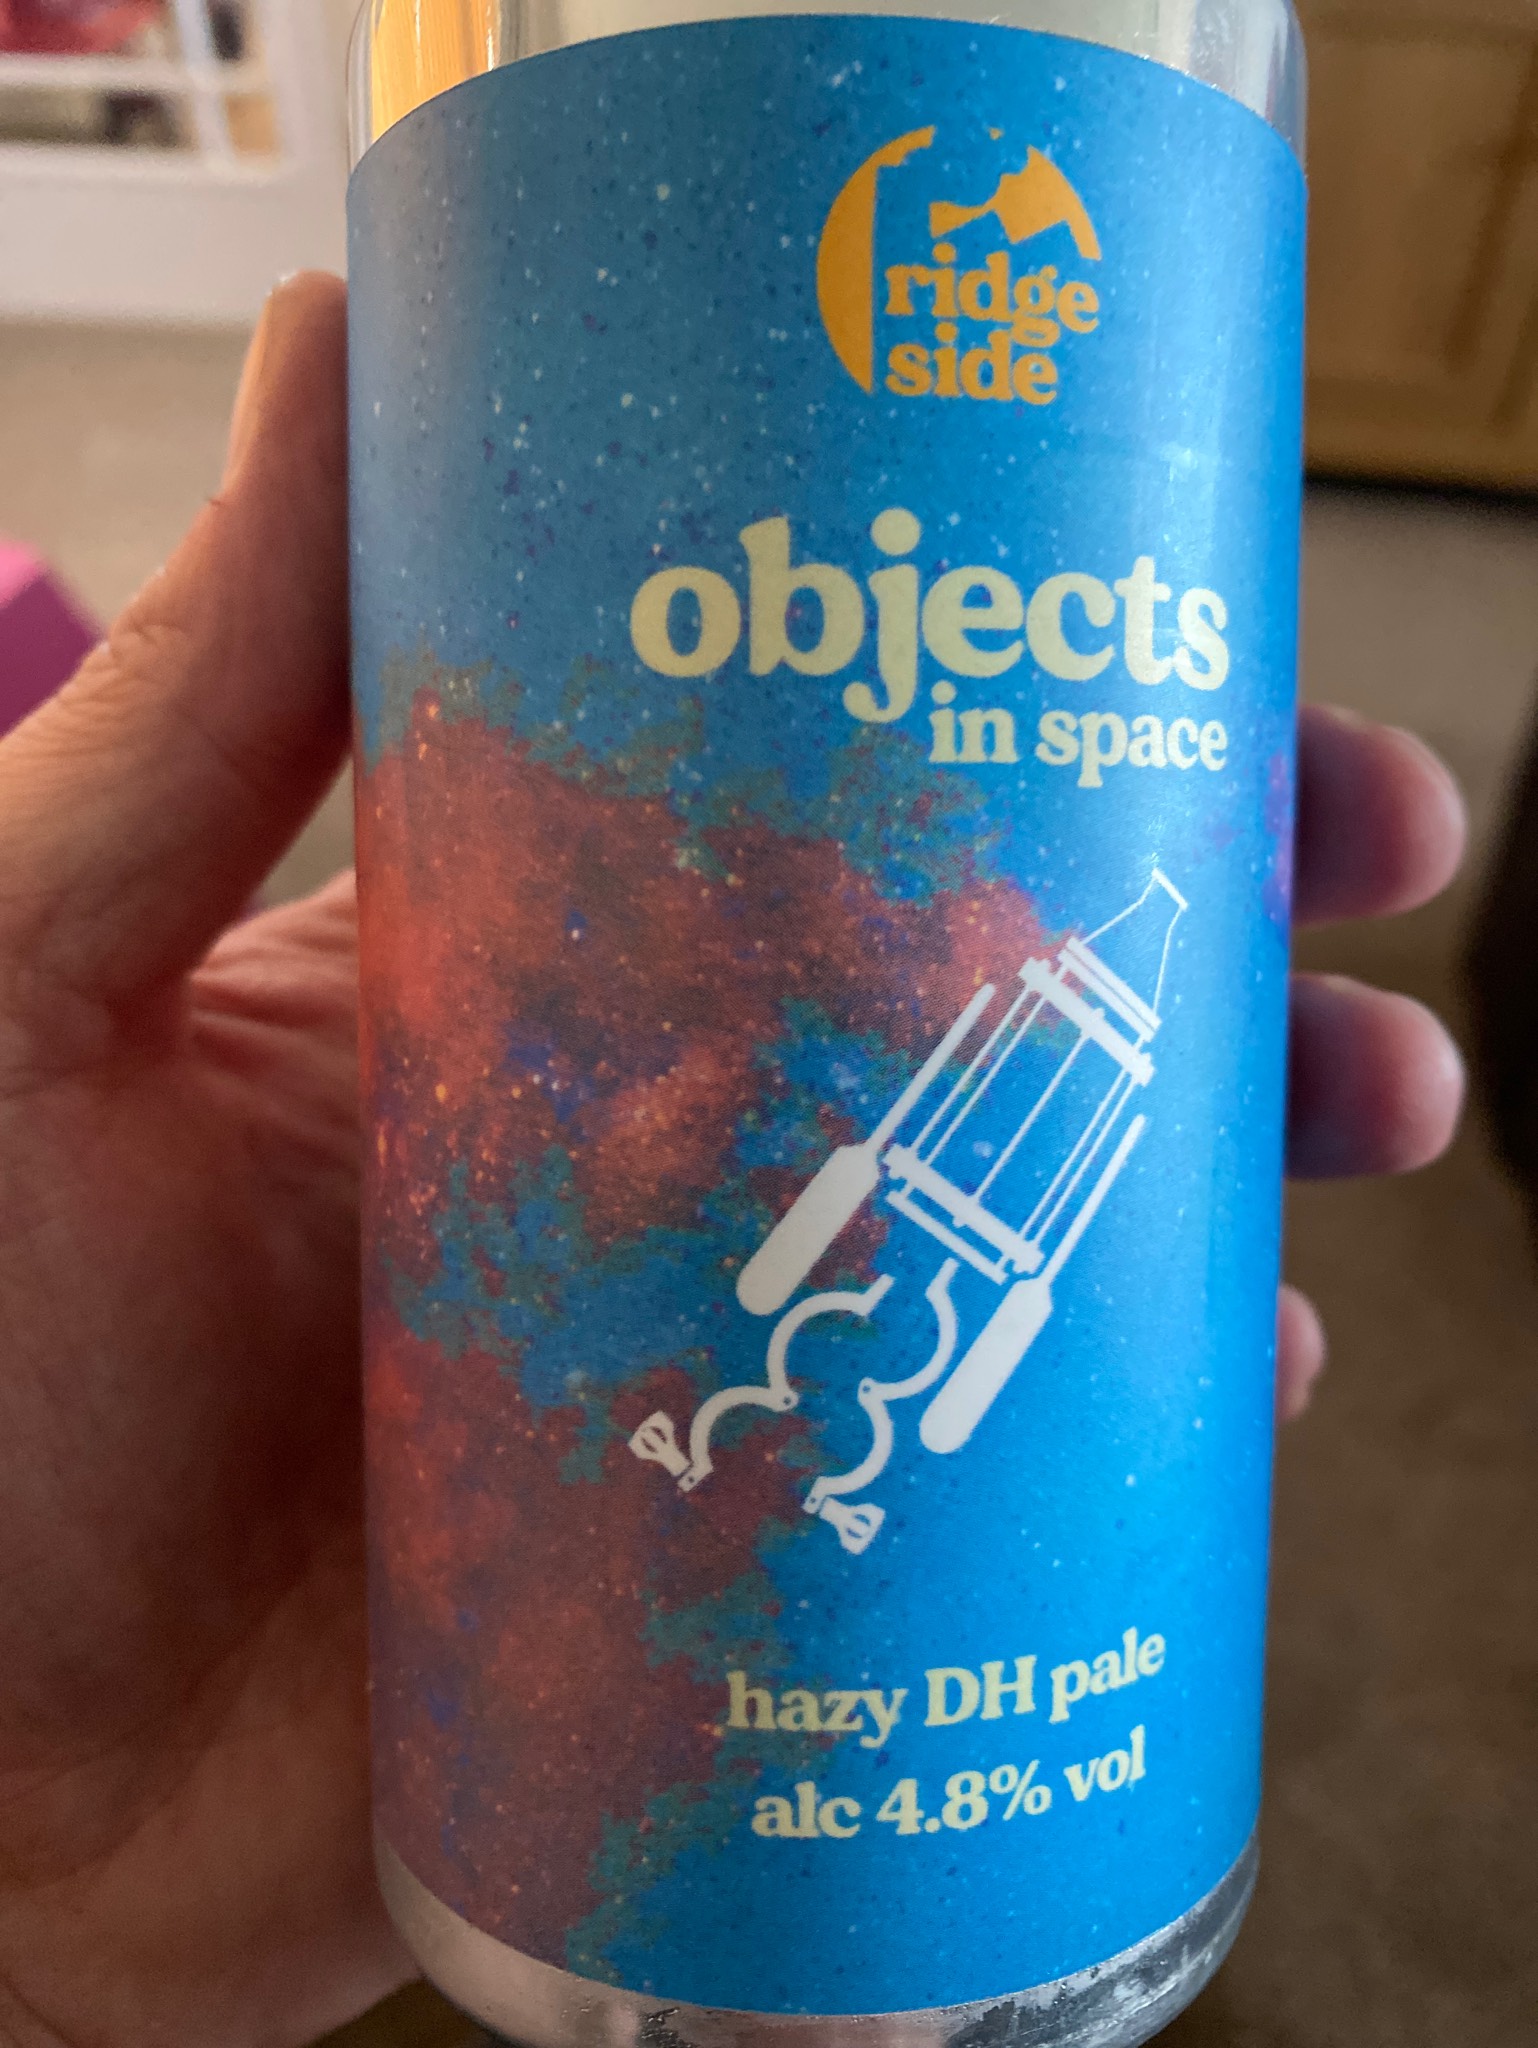 ridge
side
objects
in space
hazy DH pale
alc 4.8% vol